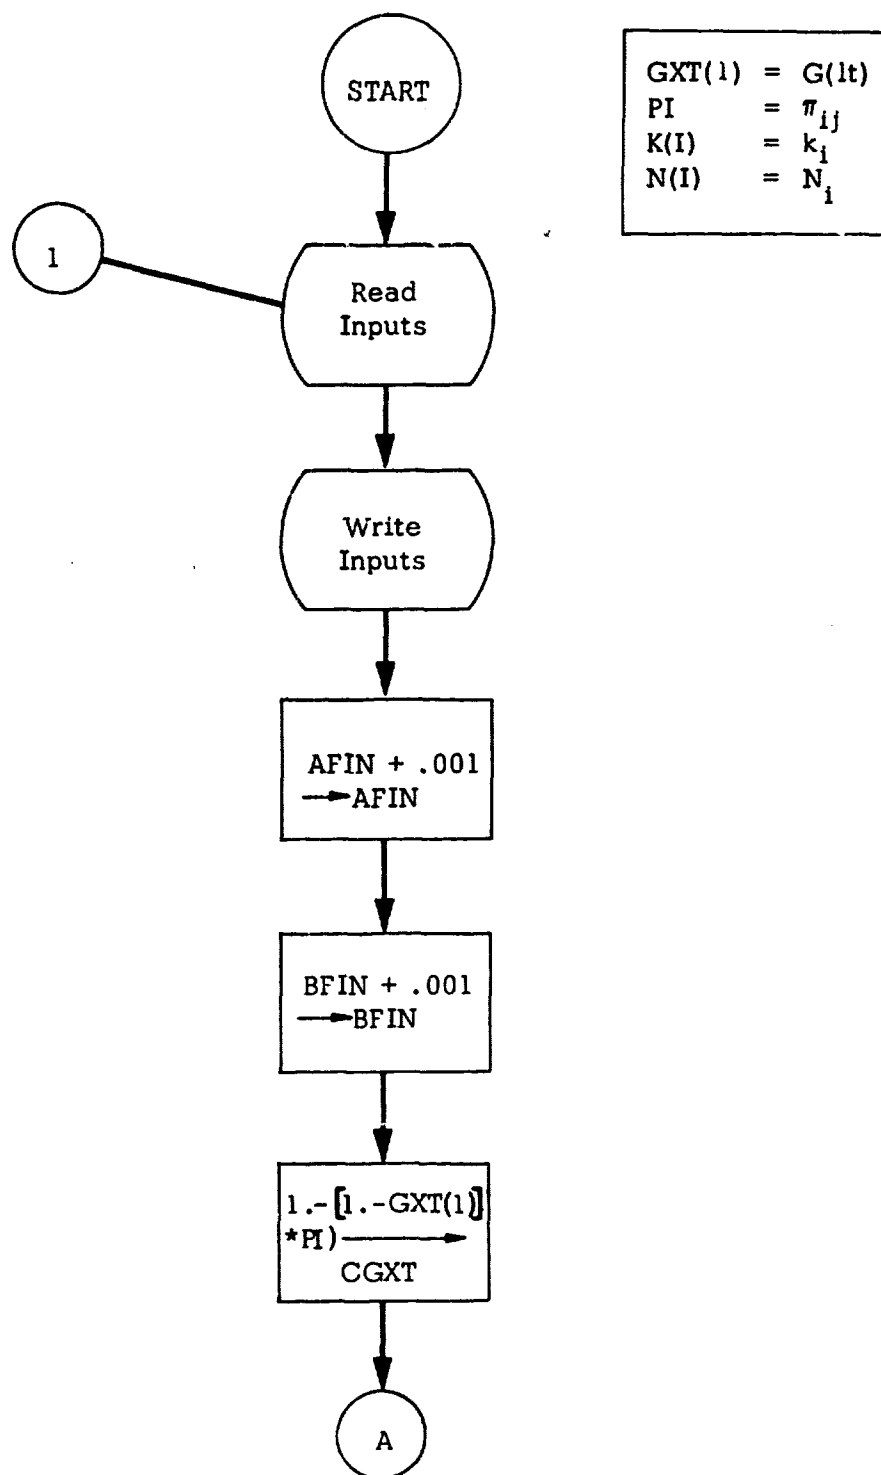 START
GXT(1) = G(1t)
PI = π_ij
K(I) = k_i
N(I) = N_i
1
Read
Inputs
Write
Inputs
AFIN + .001
→AFIN
BFIN + .001
→BFIN
1.-[1.-GXT(1)]
*PI)→
CGXT
A